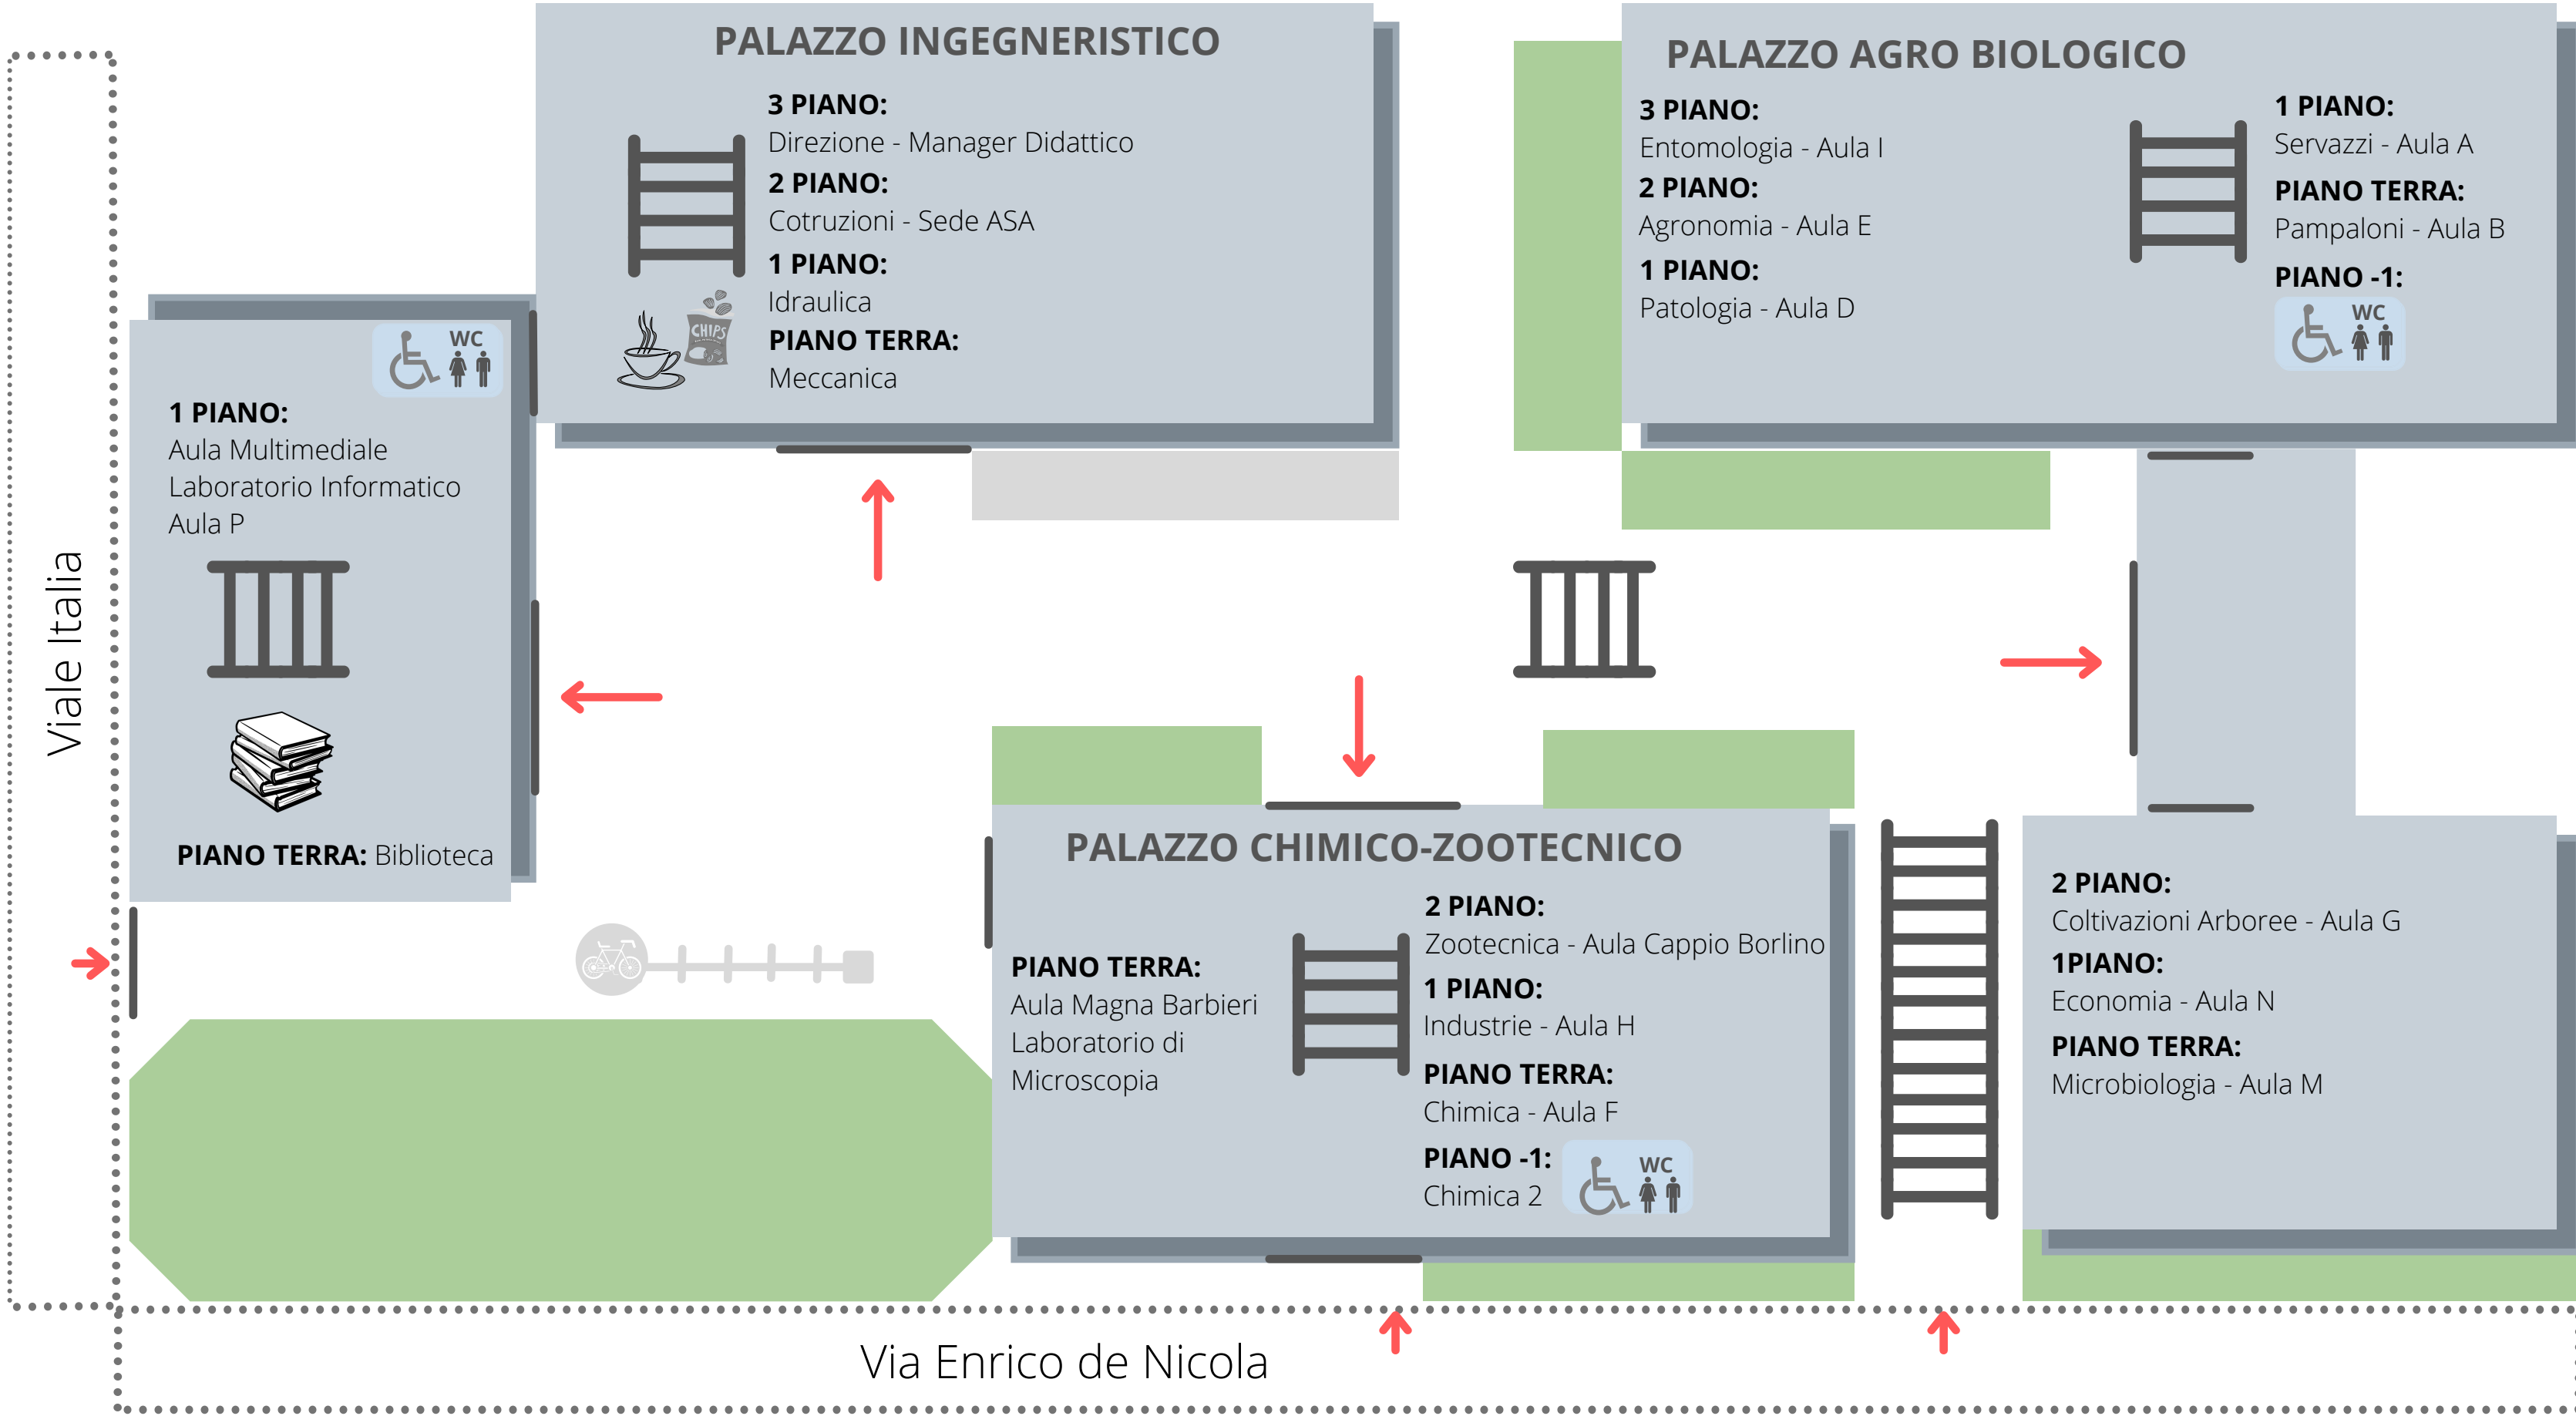 PALAZZO INGEGNERISTICO
3 PIANO:
Direzione - Manager Didattico
2 PIANO:
Cotruzioni - Sede ASA
1 PIANO:
Idraulica
PIANO TERRA:
Meccanica
CHIPS
PALAZZO AGRO BIOLOGICO
3 PIANO:
Entomologia - Aula I
2 PIANO:
Agronomia - Aula E
1 PIANO:
Patologia - Aula D
1 PIANO:
Servazzi - Aula A
PIANO TERRA:
Pampaloni - Aula B
PIANO -1:
WC
WC
1 PIANO:
Aula Multimediale
Laboratorio Informatico
Aula P
PIANO TERRA: Biblioteca
Viale Italia
PALAZZO CHIMICO-ZOOTECNICO
PIANO TERRA:
Aula Magna Barbieri
Laboratorio di
Microscopia
2 PIANO:
Zootecnica - Aula Cappio Borlino
1 PIANO:
Industrie - Aula H
PIANO TERRA:
Chimica - Aula F
PIANO -1:
Chimica 2
WC
2 PIANO:
Coltivazioni Arboree - Aula G
1PIANO:
Economia - Aula N
PIANO TERRA:
Microbiologia - Aula M
Via Enrico de Nicola